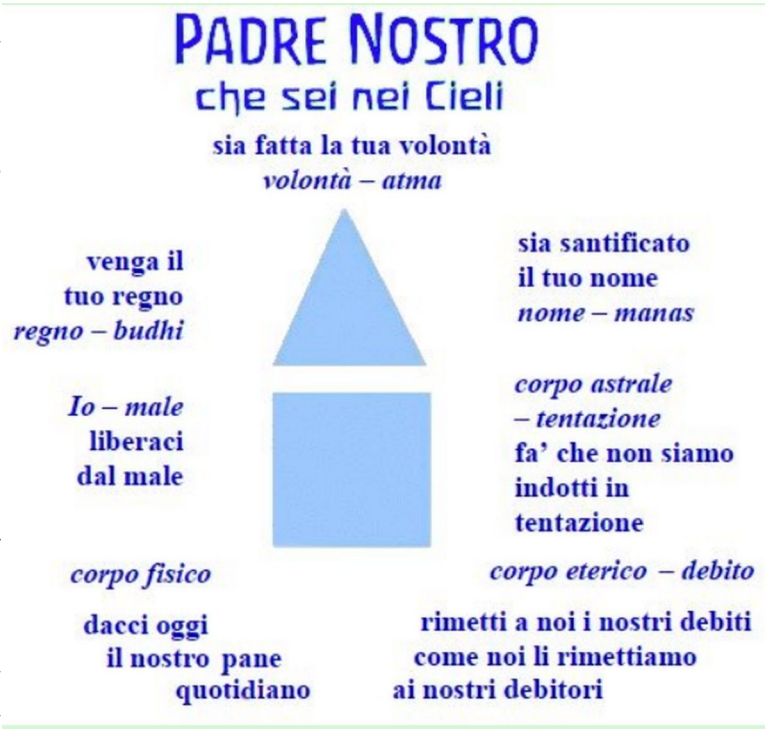 PADRE NOSTRO
che sei nei Cieli
sia fatta la tua volontà
volontà – atma
venga il
tuo regno
regno – budhi
sia santificato
il tuo nome
nome – manas
Io – male
liberaci
dal male
corpo astrale
– tentazione
fa’ che non siamo
indotti in
tentazione
corpo fisico
dacci oggi
il nostro pane
quotidiano
corpo eterico – debito
rimetti a noi i nostri debiti
come noi li rimettiamo
ai nostri debitori